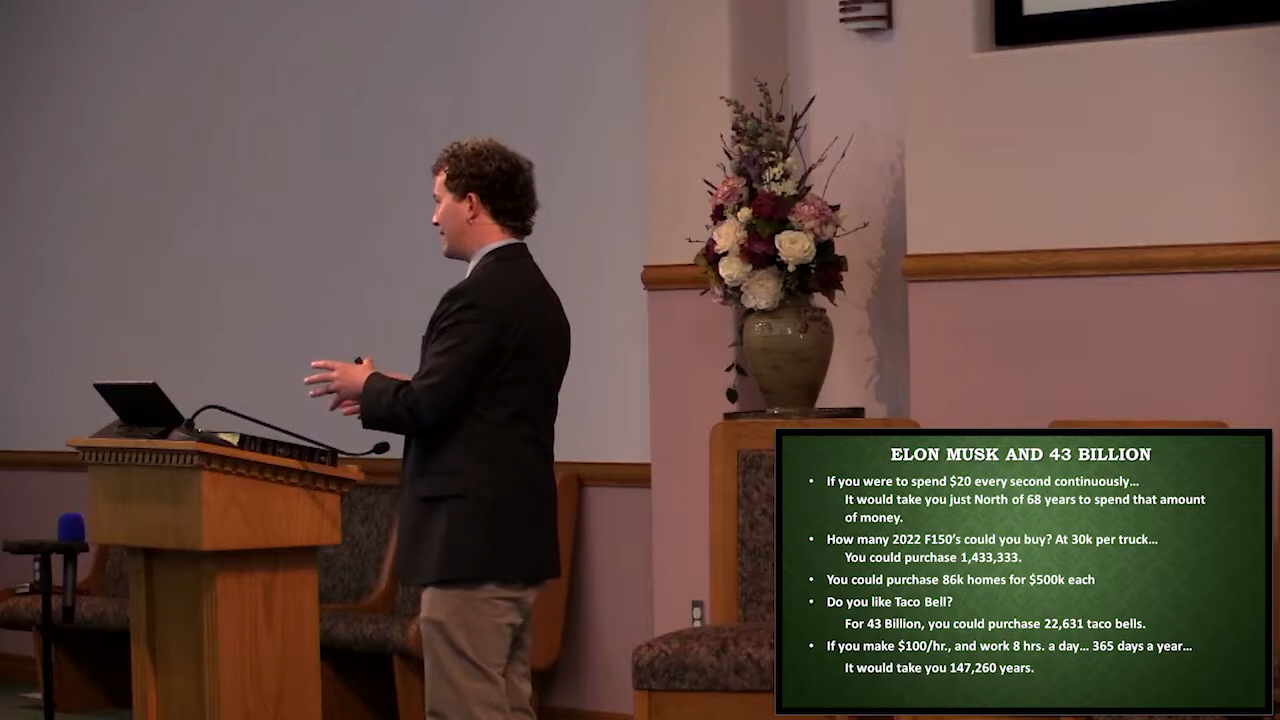 ELON MUSK AND 43 BILLION
• If you were to spend $20 every second continuously...
It would take you just North of 68 years to spend that amount
of money.
• How many 2022 F150's could you buy? At 30k per truck...
You could purchase 1,433,333.
• You could purchase 86k homes for $500k each
• Do you like Taco Bell?
For 43 Billion, you could purchase 22,631 taco bells.
• If you make $100/hr., and work 8 hrs. a day... 365 days a year...
It would take you 147,260 years.